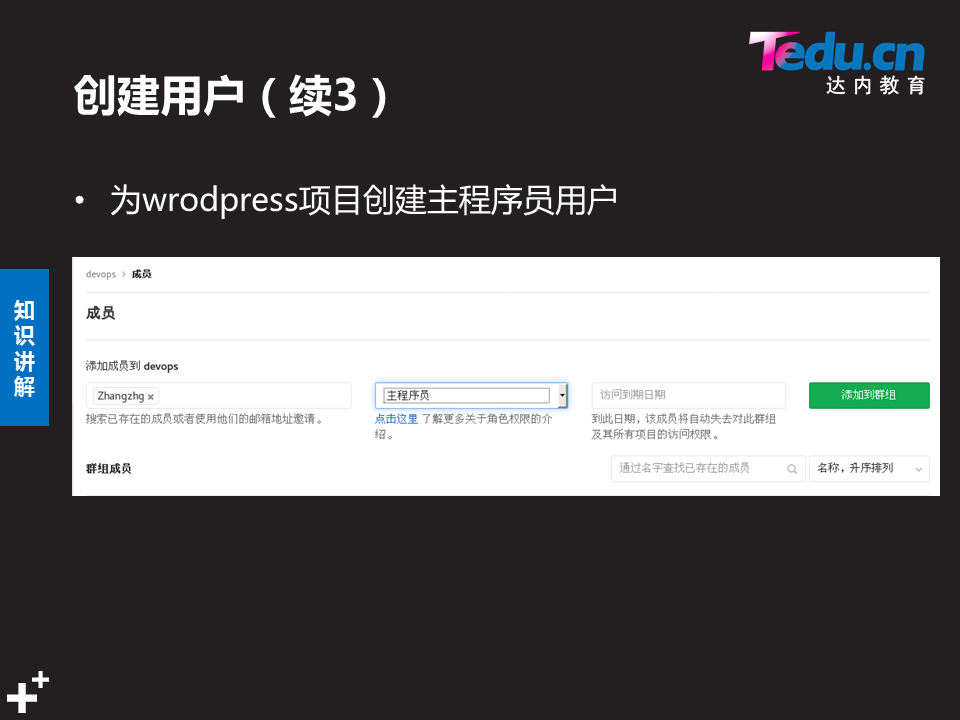 Tedu.cn
达内教育
创建用户（续3）
• 为wrodpress项目创建主程序员用户
知识讲解
devops > 成员
成员
添加成员到 devops
Zhangzhg ×
主程序员
访问到期日期
添加到群组
搜索已存在的成员或者使用他们的邮箱地址邀请。
点击这里 了解更多关于角色权限的介
绍。
到此日期，该成员将自动失去对此群组
及其所有项目的访问权限。
群组成员
通过名字查找已存在的成员
名称，升序排列